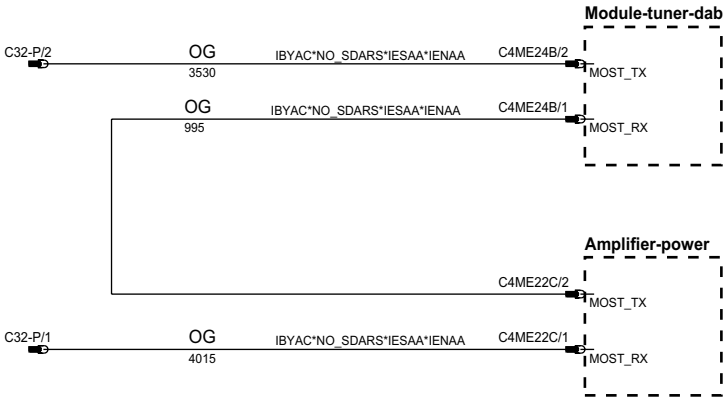 Module-tuner-dab
C32-P/2 OG IBYAC*NO_SDARS*IESAA*IENAA C4ME24B/2
3530 MOST_TX
OG IBYAC*NO_SDARS*IESAA*IENAA C4ME24B/1
995 MOST_RX
Amplifier-power
C4ME22C/2
MOST_TX
C32-P/1 OG IBYAC*NO_SDARS*IESAA*IENAA C4ME22C/1
4015 MOST_RX